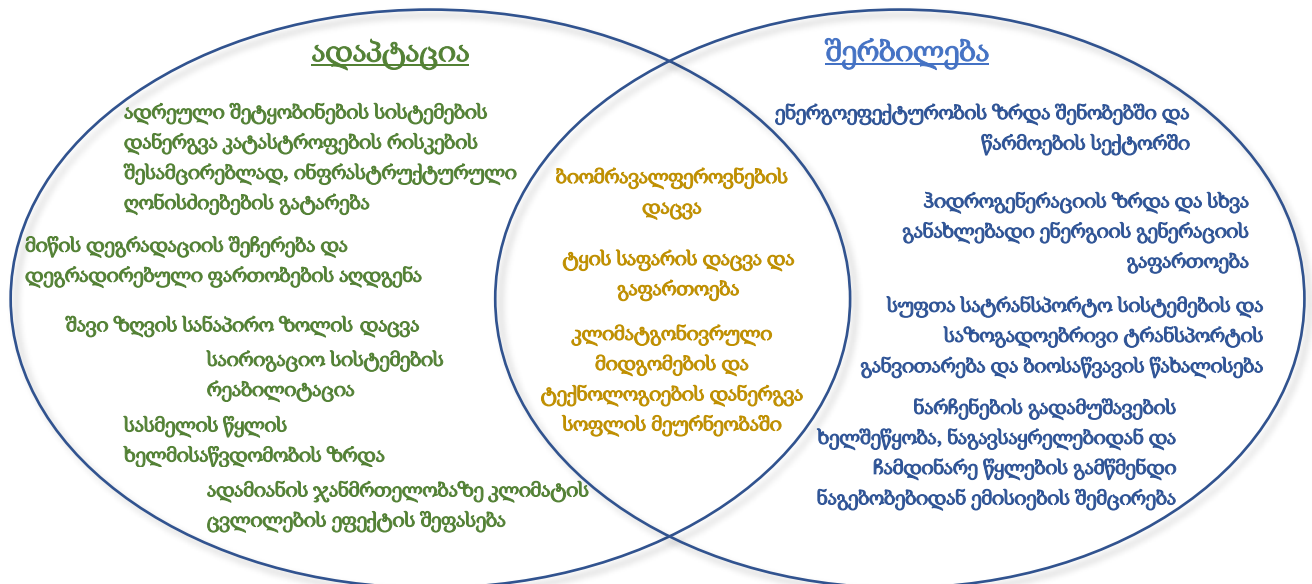 ადაპტაცია
ადრეული შეტყობინების სისტემების
დანერგვა კატასტროფების რისკების
შესამცირებლად, ინფრასტრუქტურული
ღონისძიებების გატარება
მიწის დეგრადაციის შეჩერება და
დეგრადირებული ფართობების აღდგენა
შავი ზღვის სანაპირო ზოლის დაცვა
საირიგაციო სისტემების
რეაბილიტაცია
სასმელის წყლის
ხელმისაწვდომობის ზრდა
ადამიანის ჯანმრთელობაზე კლიმატის
ცვლილების ეფექტის შეფასება
ბიომრავალფეროვნების
დაცვა
ტყის საფარის დაცვა და
გაფართოება
კლიმატგონივრული
მიდგომების და
ტექნოლოგიების დანერგვა
სოფლის მეურნეობაში
შერბილება
ენერგოეფექტურობის ზრდა შენობებში და
წარმოების სექტორში
ჰიდროგენერაციის ზრდა და სხვა
განახლებადი ენერგიის გენერაციის
გაფართოება
სუფთა სატრანსპორტო სისტემების და
საზოგადოებრივი ტრანსპორტის
განვითარება და ბიოსაწვავის წახალისება
ნარჩენების გადამუშავების
ხელშეწყობა, ნაგავსაყრელებიდან და
ჩამდინარე წყლების გამწმენდი
ნაგებობებიდან ემისიების შემცირება